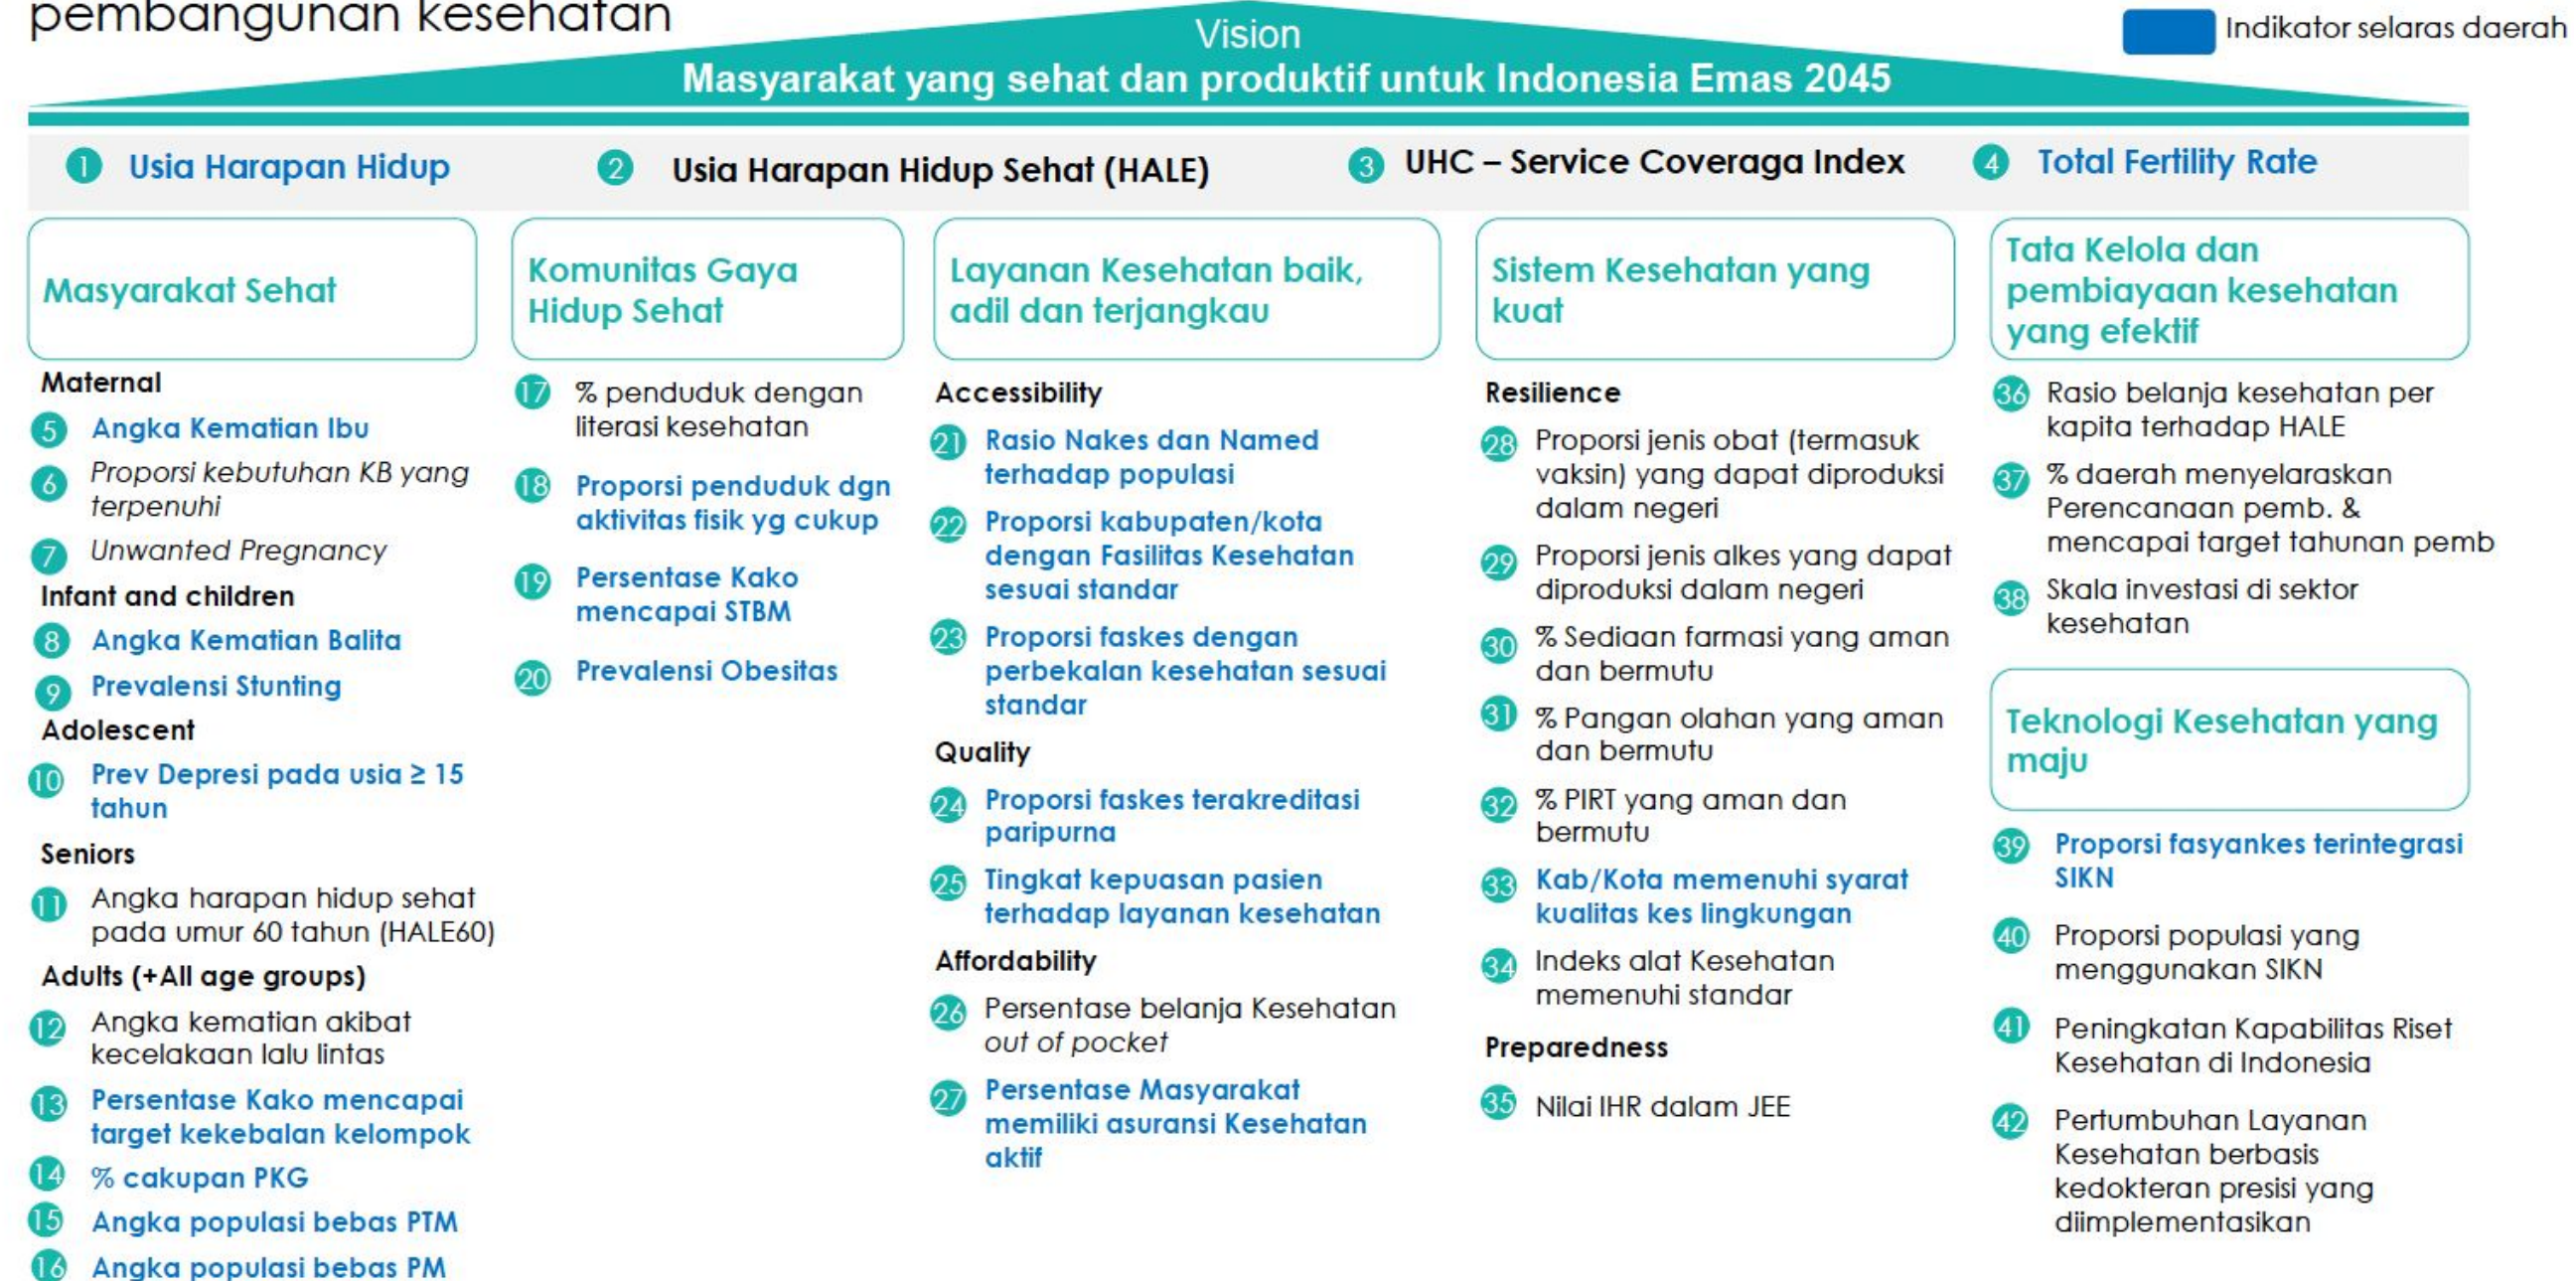 pembangunan kesehatan
Vision
Masyarakat yang sehat dan produktif untuk Indonesia Emas 2045
Indikator selaras daerah
1 Usia Harapan Hidup
2 Usia Harapan Hidup Sehat (HALE)
3 UHC – Service Coveraga Index
4 Total Fertility Rate
Masyarakat Sehat
Maternal
5 Angka Kematian Ibu
6 Proporsi kebutuhan KB yang
terpenuhi
7 Unwanted Pregnancy
Infant and children
8 Angka Kematian Balita
9 Prevalensi Stunting
Adolescent
10 Prev Depresi pada usia ≥ 15
tahun
Seniors
11 Angka harapan hidup sehat
pada umur 60 tahun (HALE60)
Adults (+All age groups)
12 Angka kematian akibat
kecelakaan lalu lintas
13 Persentase Kako mencapai
target kekebalan kelompok
14 % cakupan PKG
15 Angka populasi bebas PTM
16 Angka populasi bebas PM
Komunitas Gaya
Hidup Sehat
17 % penduduk dengan
literasi kesehatan
18 Proporsi penduduk dgn
aktivitas fisik yg cukup
19 Persentase Kako
mencapai STBM
20 Prevalensi Obesitas
Layanan Kesehatan baik,
adil dan terjangkau
Accessibility
21 Rasio Nakes dan Named
terhadap populasi
22 Proporsi kabupaten/kota
dengan Fasilitas Kesehatan
sesuai standar
23 Proporsi faskes dengan
perbekalan kesehatan sesuai
standar
Quality
24 Proporsi faskes terakreditasi
paripurna
25 Tingkat kepuasan pasien
terhadap layanan kesehatan
Affordability
26 Persentase belanja Kesehatan
out of pocket
27 Persentase Masyarakat
memiliki asuransi Kesehatan
aktif
Sistem Kesehatan yang
kuat
Resilience
28 Proporsi jenis obat (termasuk
vaksin) yang dapat diproduksi
dalam negeri
29 Proporsi jenis alkes yang dapat
diproduksi dalam negeri
30 % Sediaan farmasi yang aman
dan bermutu
31 % Pangan olahan yang aman
dan bermutu
32 % PIRT yang aman dan
bermutu
33 Kab/Kota memenuhi syarat
kualitas kes lingkungan
34 Indeks alat Kesehatan
memenuhi standar
Preparedness
35 Nilai IHR dalam JEE
Tata Kelola dan
pembiayaan kesehatan
yang efektif
36 Rasio belanja kesehatan per
kapita terhadap HALE
37 % daerah menyelaraskan
Perencanaan pemb. &
mencapai target tahunan pemb
38 Skala investasi di sektor
kesehatan
Teknologi Kesehatan yang
maju
39 Proporsi fasyankes terintegrasi
SIKN
40 Proporsi populasi yang
menggunakan SIKN
41 Peningkatan Kapabilitas Riset
Kesehatan di Indonesia
42 Pertumbuhan Layanan
Kesehatan berbasis
kedokteran presisi yang
diimplementasikan